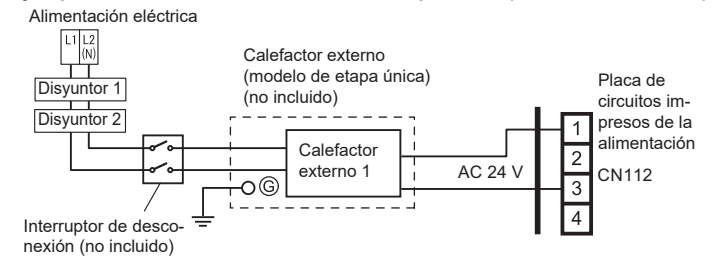 Alimentación eléctrica
L1 L2
(N)
Disyuntor 1
Disyuntor 2
Calefactor externo
(modelo de etapa única)
(no incluido)
Calefactor
externo 1
G
Interruptor de desco-
nexión (no incluido)
AC 24 V
1
2
3
4
Placa de
circuitos im-
presos de la
alimentación
CN112